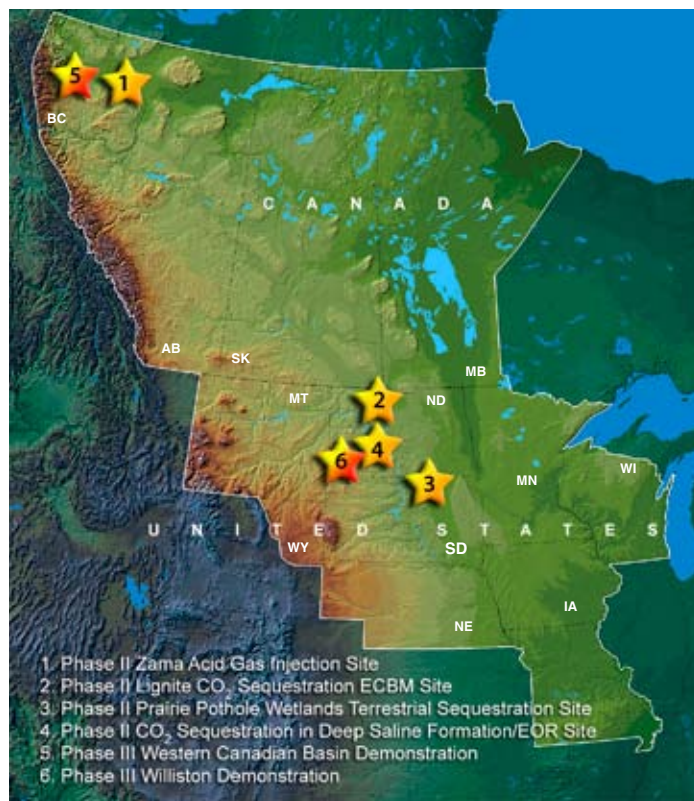 5
1
BC
C A N A D A
AB
SK
MB
MT
2
ND
4
6
3
WI
MN
U N I T E D S T A T E S
WY
SD
IA
NE
1. Phase II Zama Acid Gas Injection Site
2. Phase II Lignite CO₂ Sequestration ECBM Site
3. Phase II Prairie Pothole Wetlands Terrestrial Sequestration Site
4. Phase II CO₂ Sequestration in Deep Saline Formation/EOR Site
5. Phase III Western Canadian Basin Demonstration
6. Phase III Williston Demonstration